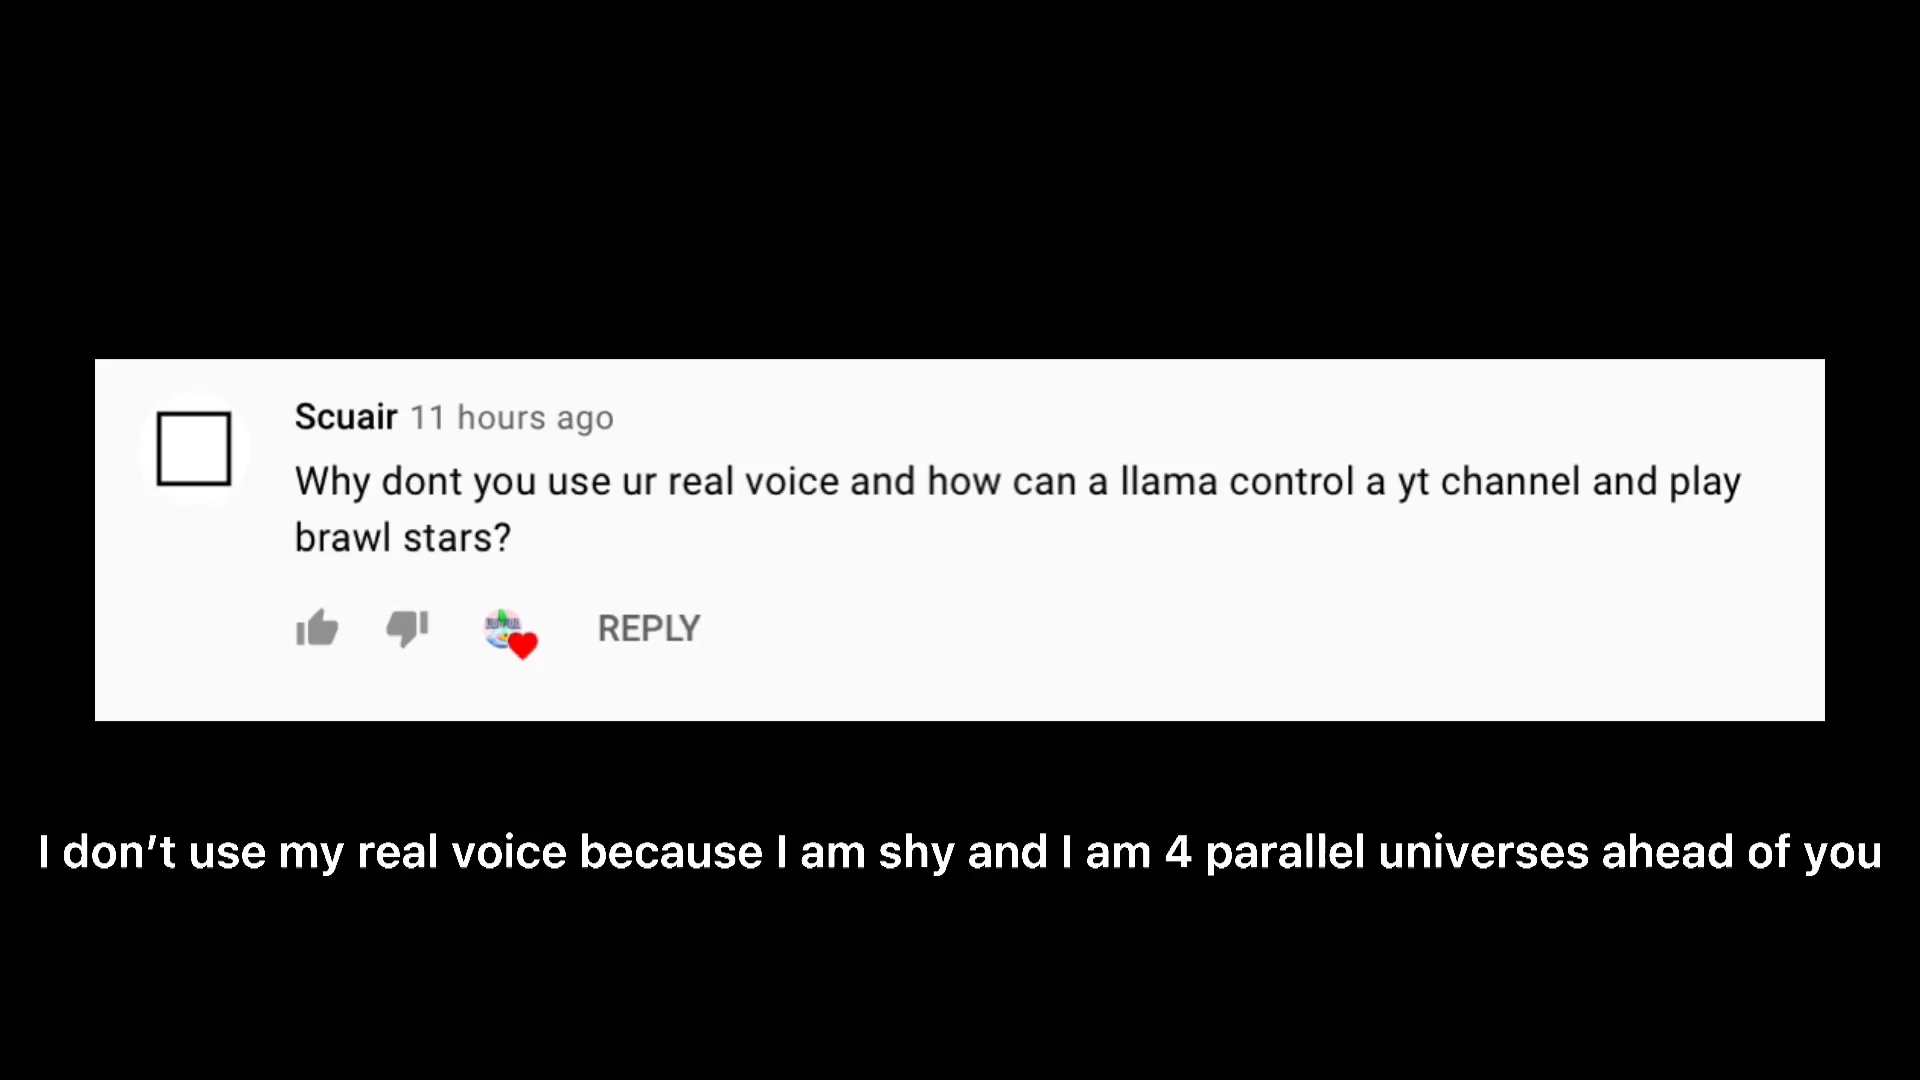 Scuair 11 hours ago
Why dont you use ur real voice and how can a llama control a yt channel and play
brawl stars?
REPLY
I don’t use my real voice because I am shy and I am 4 parallel universes ahead of you